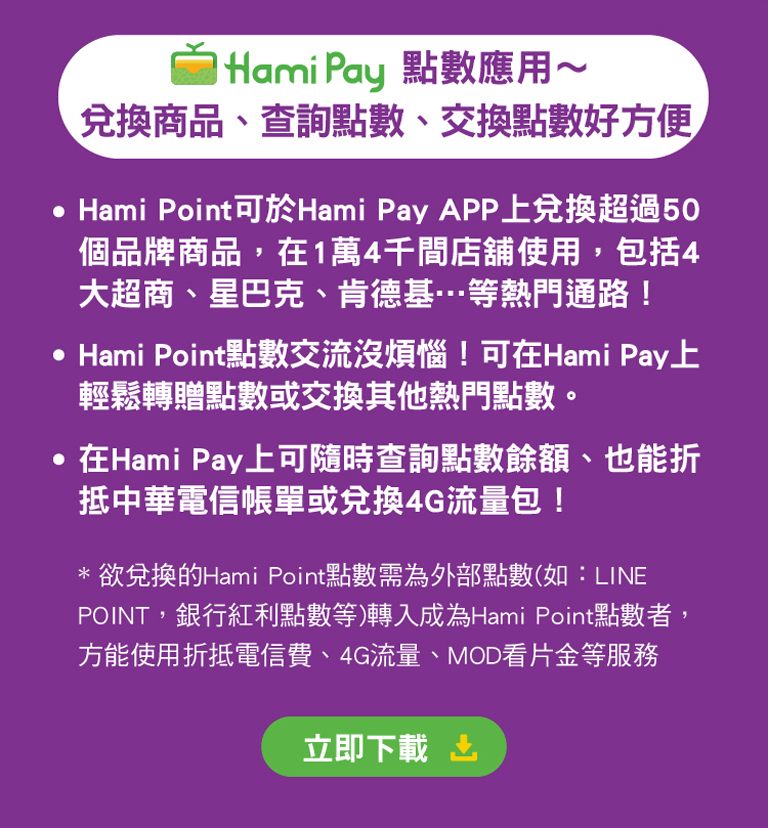 Hami Pay 點數應用～
兌換商品、查詢點數、交換點數好方便
• Hami Point可於Hami Pay APP上兌換超過50
個品牌商品，在1萬4千間店舖使用，包括4
大超商、星巴克、肯德基…等熱門通路！
• Hami Point點數交流沒煩惱！可在Hami Pay上
輕鬆轉贈點數或交換其他熱門點數。
• 在Hami Pay上可隨時查詢點數餘額、也能折
抵中華電信帳單或兌換4G流量包！
* 欲兌換的Hami Point點數需為外部點數(如：LINE
POINT，銀行紅利點數等)轉入成為Hami Point點數者，
方能使用折抵電信費、4G流量、MOD看片金等服務
立即下載